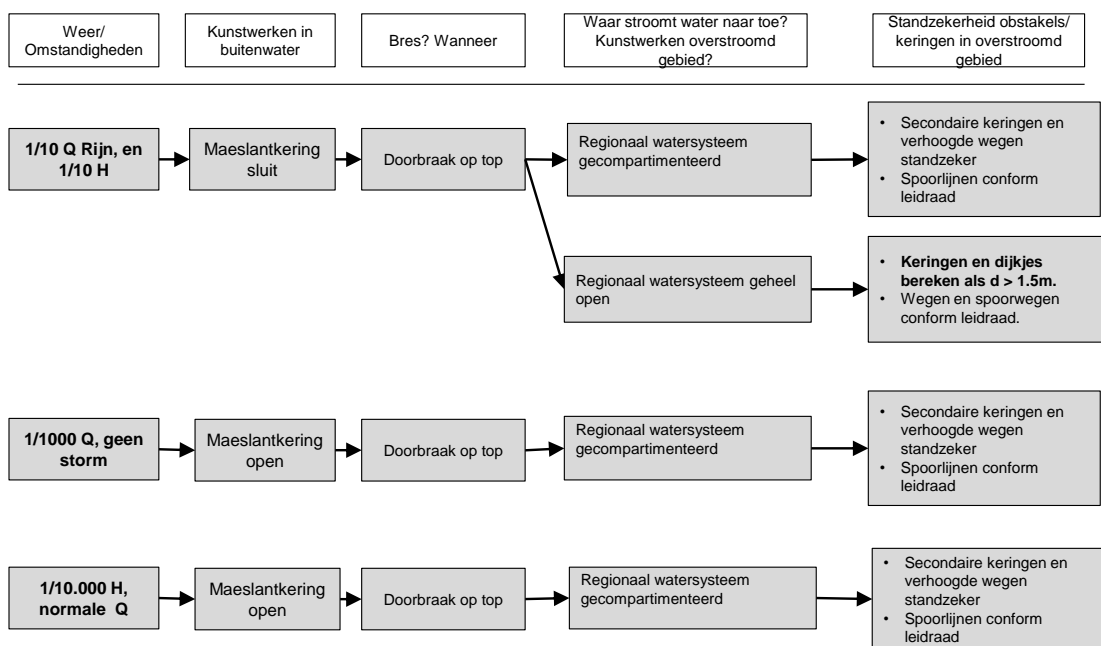 Weer/
Omstandigheden
Kunstwerken in
buitenwater
Bres? Wanneer
Waar stroomt water naar toe?
Kunstwerken overstroomd
gebied?
Standzekerheid obstakels/
keringen in overstroomd
gebied
1/10 Q Rijn, en
1/10 H
Maeslantkering
sluit
Doorbraak op top
Regionaal watersysteem
gecompartimenteerd
• Secondaire keringen en
verhoogde wegen
standzeker
• Spoorlijnen conform
leidraad
Regionaal watersysteem geheel
open
• Keringen en dijkjes
bereken als d > 1.5m.
• Wegen en spoorwegen
conform leidraad.
1/1000 Q, geen
storm
Maeslantkering
open
Doorbraak op top
Regionaal watersysteem
gecompartimenteerd
• Secondaire keringen en
verhoogde wegen
standzeker
• Spoorlijnen conform
leidraad
1/10.000 H,
normale Q
Maeslantkering
open
Doorbraak op top
Regionaal watersysteem
gecompartimenteerd
• Secondaire keringen en
verhoogde wegen
standzeker
• Spoorlijnen conform
leidraad